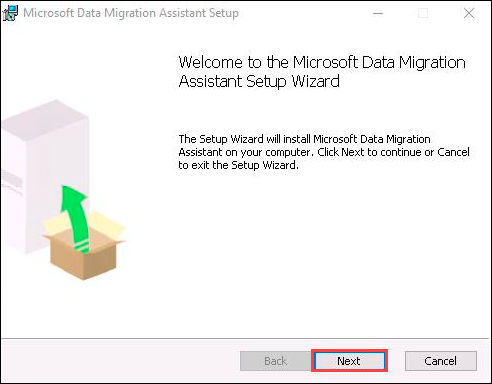 Microsoft Data Migration Assistant Setup
Welcome to the Microsoft Data Migration
Assistant Setup Wizard
The Setup Wizard will install Microsoft Data Migration
Assistant on your computer. Click Next to continue or Cancel
to exit the Setup Wizard.
Back
Next
Cancel